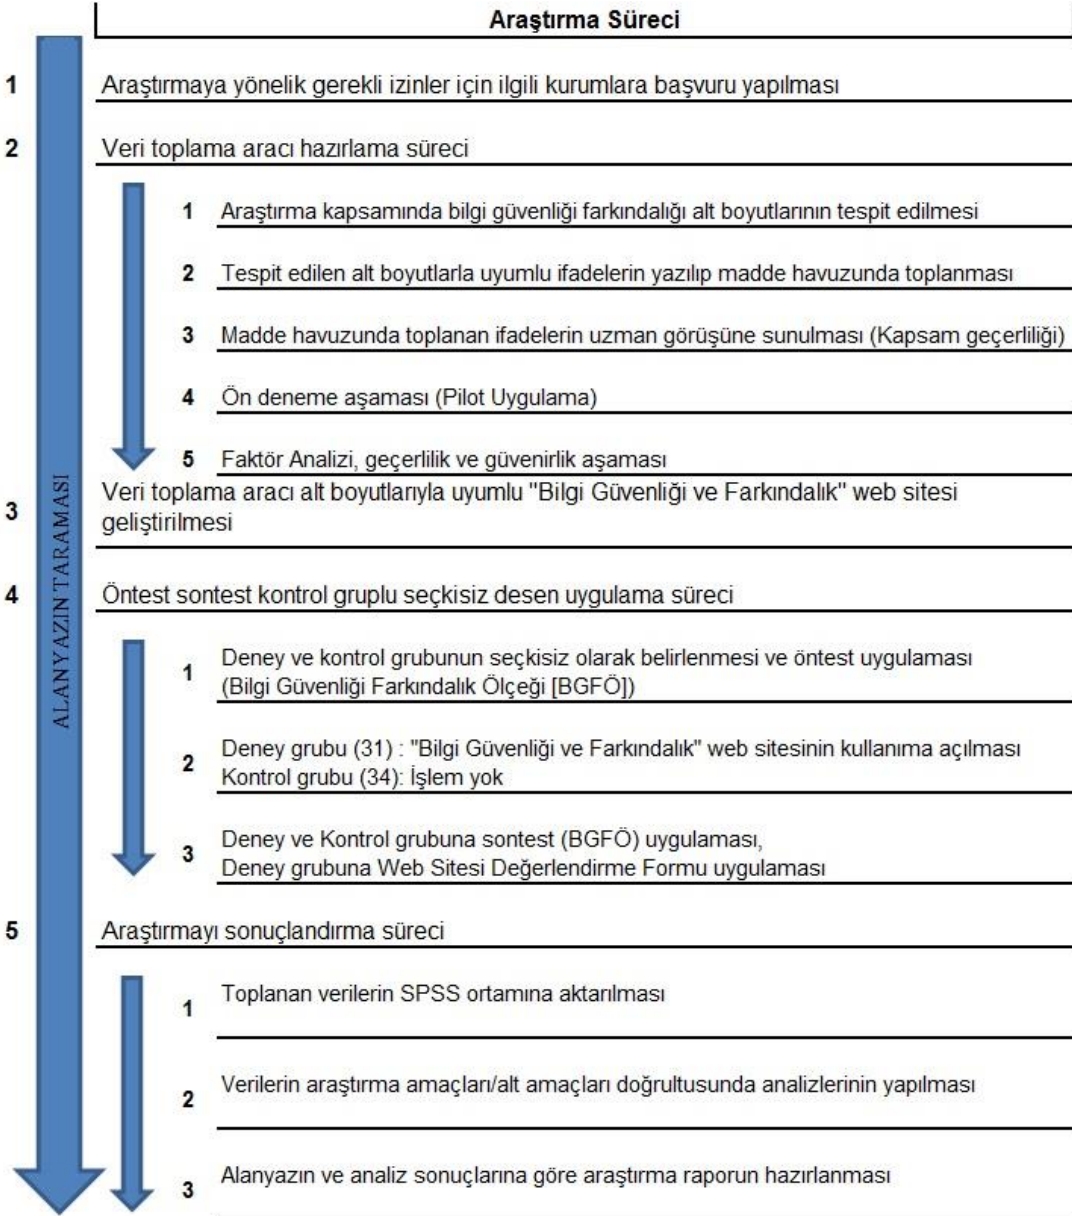 Araştırma Süreci
1 Araştırmaya yönelik gerekli izinler için ilgili kurumlara başvuru yapılması
2 Veri toplama aracı hazırlama süreci
1 Araştırma kapsamında bilgi güvenliği farkındalığı alt boyutlarının tespit edilmesi
2 Tespit edilen alt boyutlarla uyumlu ifadelerin yazılıp madde havuzunda toplanması
3 Madde havuzunda toplanan ifadelerin uzman görüşüne sunulması (Kapsam geçerliliği)
4 Ön deneme aşaması (Pilot Uygulama)
5 Faktör Analizi, geçerlilik ve güvenirlik aşaması
ALANYAZIN TARAMASI
3 Veri toplama aracı alt boyutlarıyla uyumlu "Bilgi Güvenliği ve Farkındalık" web sitesi
geliştirilmesi
4 Öntest sontest kontrol gruplu seçkisiz desen uygulama süreci
1 Deney ve kontrol grubunun seçkisiz olarak belirlenmesi ve öntest uygulaması
(Bilgi Güvenliği Farkındalık Ölçeği [BGFÖ])
2 Deney grubu (31) : "Bilgi Güvenliği ve Farkındalık" web sitesinin kullanıma açılması
Kontrol grubu (34): İşlem yok
3 Deney ve Kontrol grubuna sontest (BGFÖ) uygulaması,
Deney grubuna Web Sitesi Değerlendirme Formu uygulaması
5 Araştırmayı sonuçlandırma süreci
1 Toplanan verilerin SPSS ortamına aktarılması
2 Verilerin araştırma amaçları/alt amaçları doğrultusunda analizlerinin yapılması
3 Alanyazın ve analiz sonuçlarına göre araştırma raporun hazırlanması